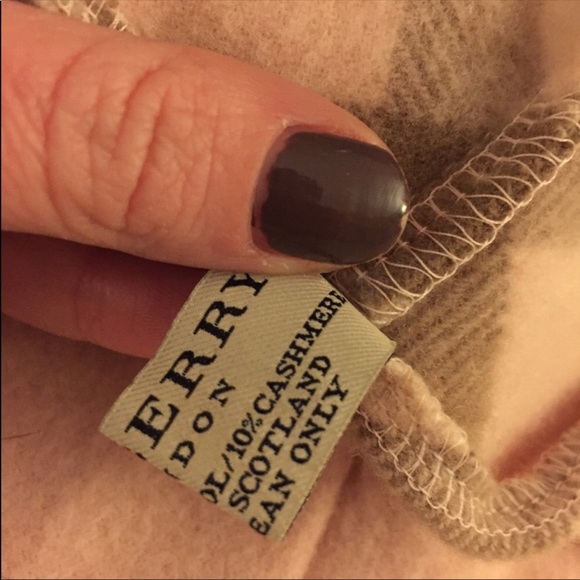 ERRY
DON
OL/10% CASHMERE
SCOTLAND
EAN ONLY